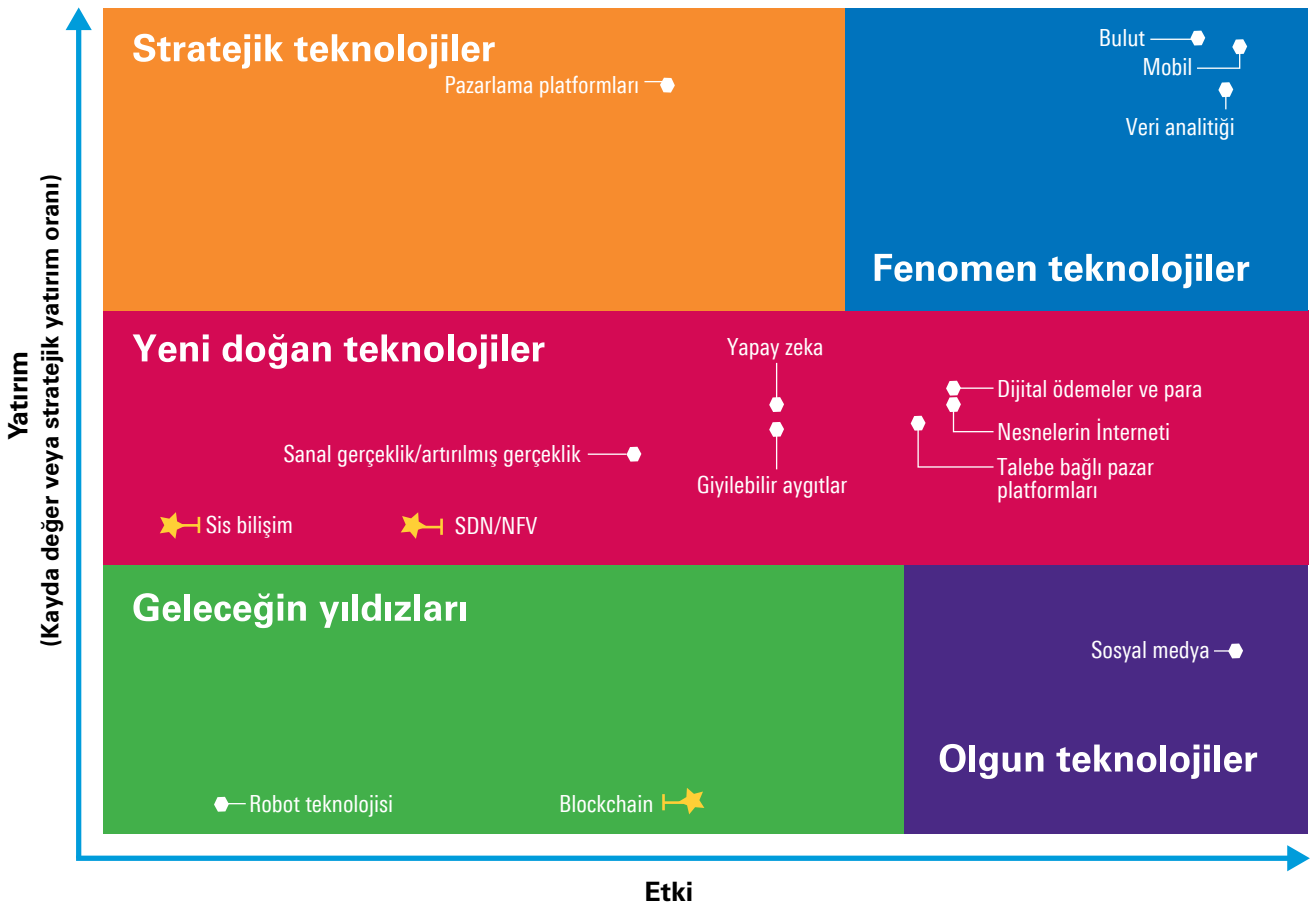 Stratejik teknolojiler
Pazarlama platformları
Bulut
Mobil
Veri analitiği
Fenomen teknolojiler
Yeni doğan teknolojiler
Yapay zeka
Dijital ödemeler ve para
Nesnelerin İnterneti
Talebe bağlı pazar
platformları
Sanal gerçeklik/artırılmış gerçeklik
Giyilebilir aygıtlar
Sis bilişim
SDN/NFV
Geleceğin yıldızları
Robot teknolojisi
Blockchain
Sosyal medya
Olgun teknolojiler
Yatırım
(Kayda değer veya stratejik yatırım oranı)
Etki